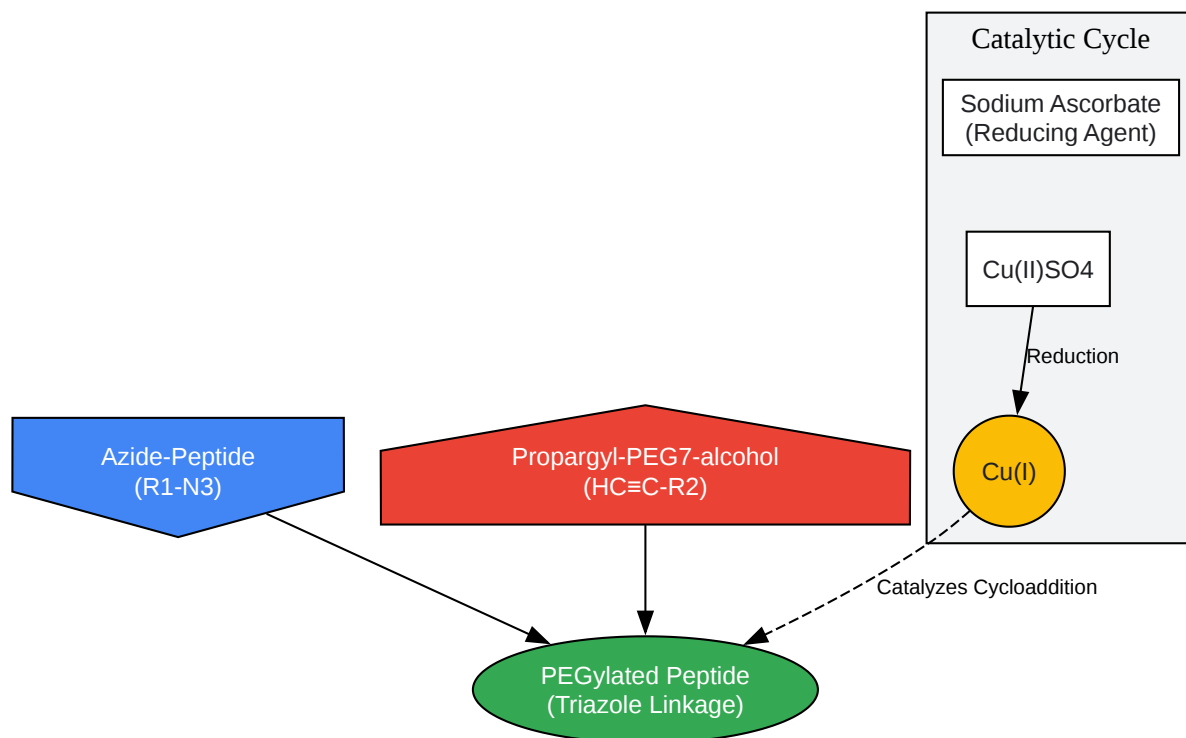 Catalytic Cycle
Sodium Ascorbate
(Reducing Agent)
Cu(II)SO4
Reduction
Azide-Peptide
(R1-N3)
Propargyl-PEG7-alcohol
(HC≡C-R2)
Cu(I)
Catalyzes Cycloaddition
PEGylated Peptide
(Triazole Linkage)